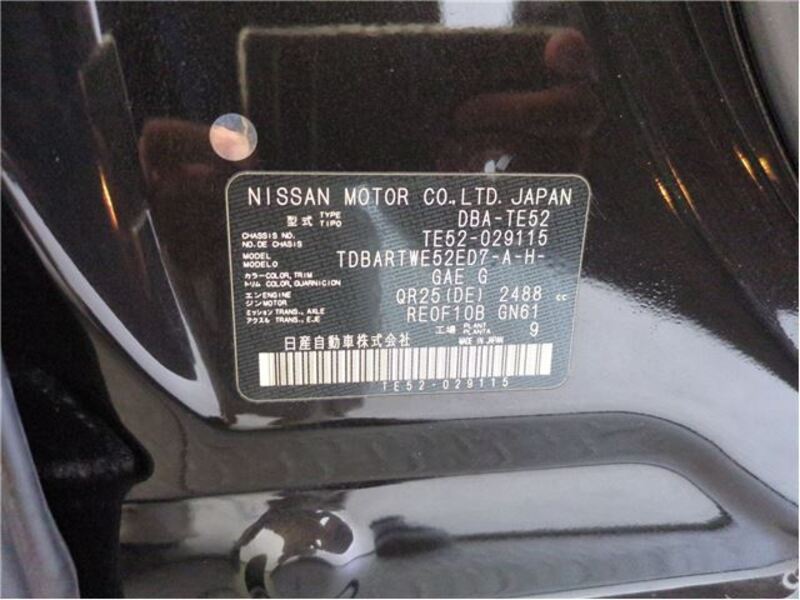 NISSAN MOTOR CO.,LTD. JAPAN
型式 TYPE TIPO DBA-TE52
CHASSIS NO. NO.DE CHASIS TE52-029115
MODEL MODELO TDBARTWE52ED7-A-H-
カラー COLOR, TRIM トリム COLOR, GUARNICION GAE G
エンジン ENGINE MOTOR QR25(DE) 2488 cc
ミッション TRANS., AXLE アクスル TRANS., EJE RE0F10B GN61
工場 PLANT PLANTA 9
日産自動車株式会社 MADE IN JAPAN
TE52-029115